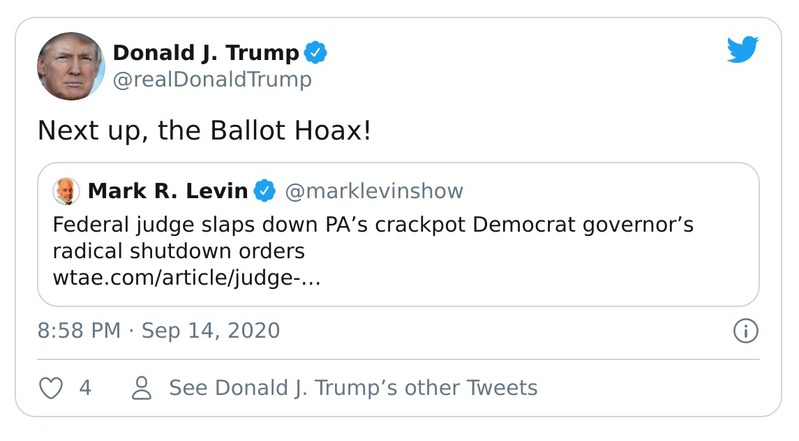 Donald J. Trump
@realDonaldTrump
Next up, the Ballot Hoax!
Mark R. Levin @marklevinshow
Federal judge slaps down PA’s crackpot Democrat governor’s
radical shutdown orders
wtae.com/article/judge-…
8:58 PM · Sep 14, 2020
4 See Donald J. Trump’s other Tweets